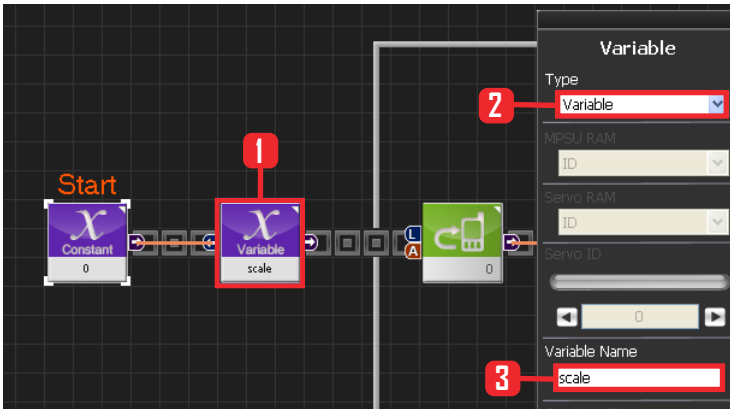 Start
1
x
Constant
0
x
Variable
scale
L
A
0
Variable
Type
2
Variable
MPSU RAM
ID
Servo RAM
ID
Servo ID
0
Variable Name
3
scale